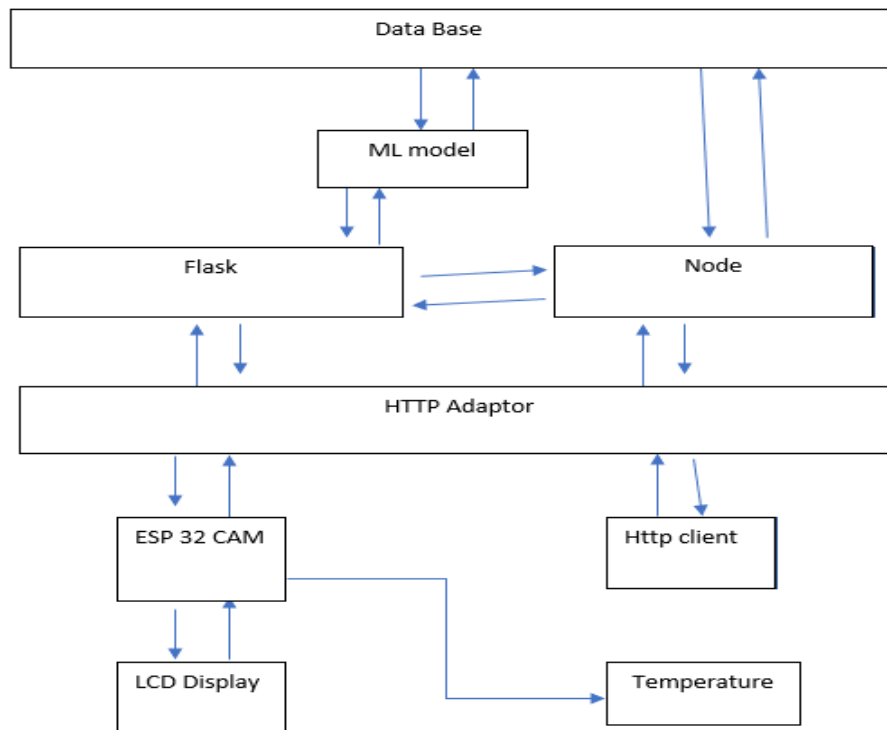 Data Base
ML model
Flask
Node
HTTP Adaptor
ESP 32 CAM
Http client
LCD Display
Temperature